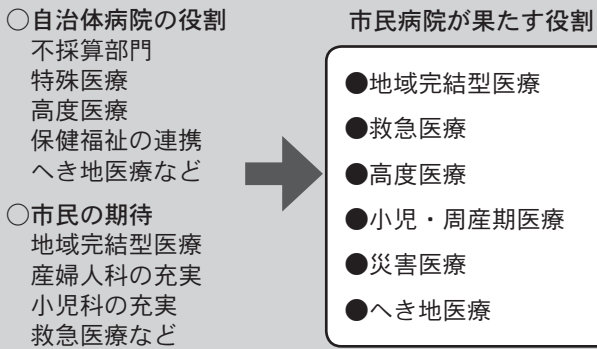 ○自治体病院の役割
不採算部門
特殊医療
高度医療
保健福祉の連携
へき地医療など
○市民の期待
地域完結型医療
産婦人科の充実
小児科の充実
救急医療など
市民病院が果たす役割
●地域完結型医療
●救急医療
●高度医療
●小児・周産期医療
●災害医療
●へき地医療